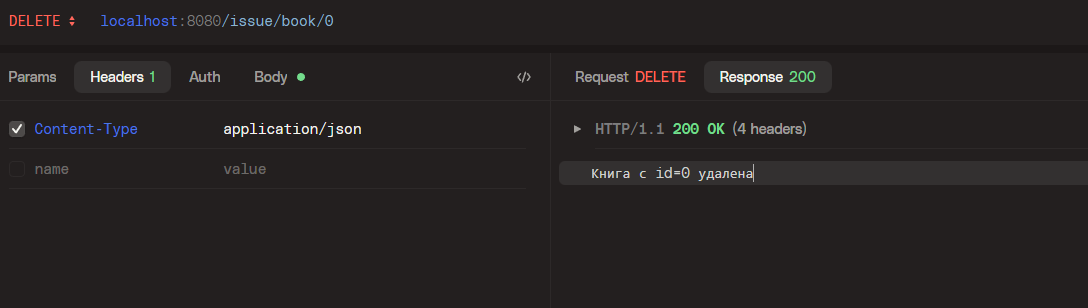 DELETE localhost:8080/issue/book/0
Params Headers 1 Auth Body
Content-Type application/json
name value
Request DELETE Response 200
HTTP/1.1 200 OK (4 headers)
Книга с id=0 удалена